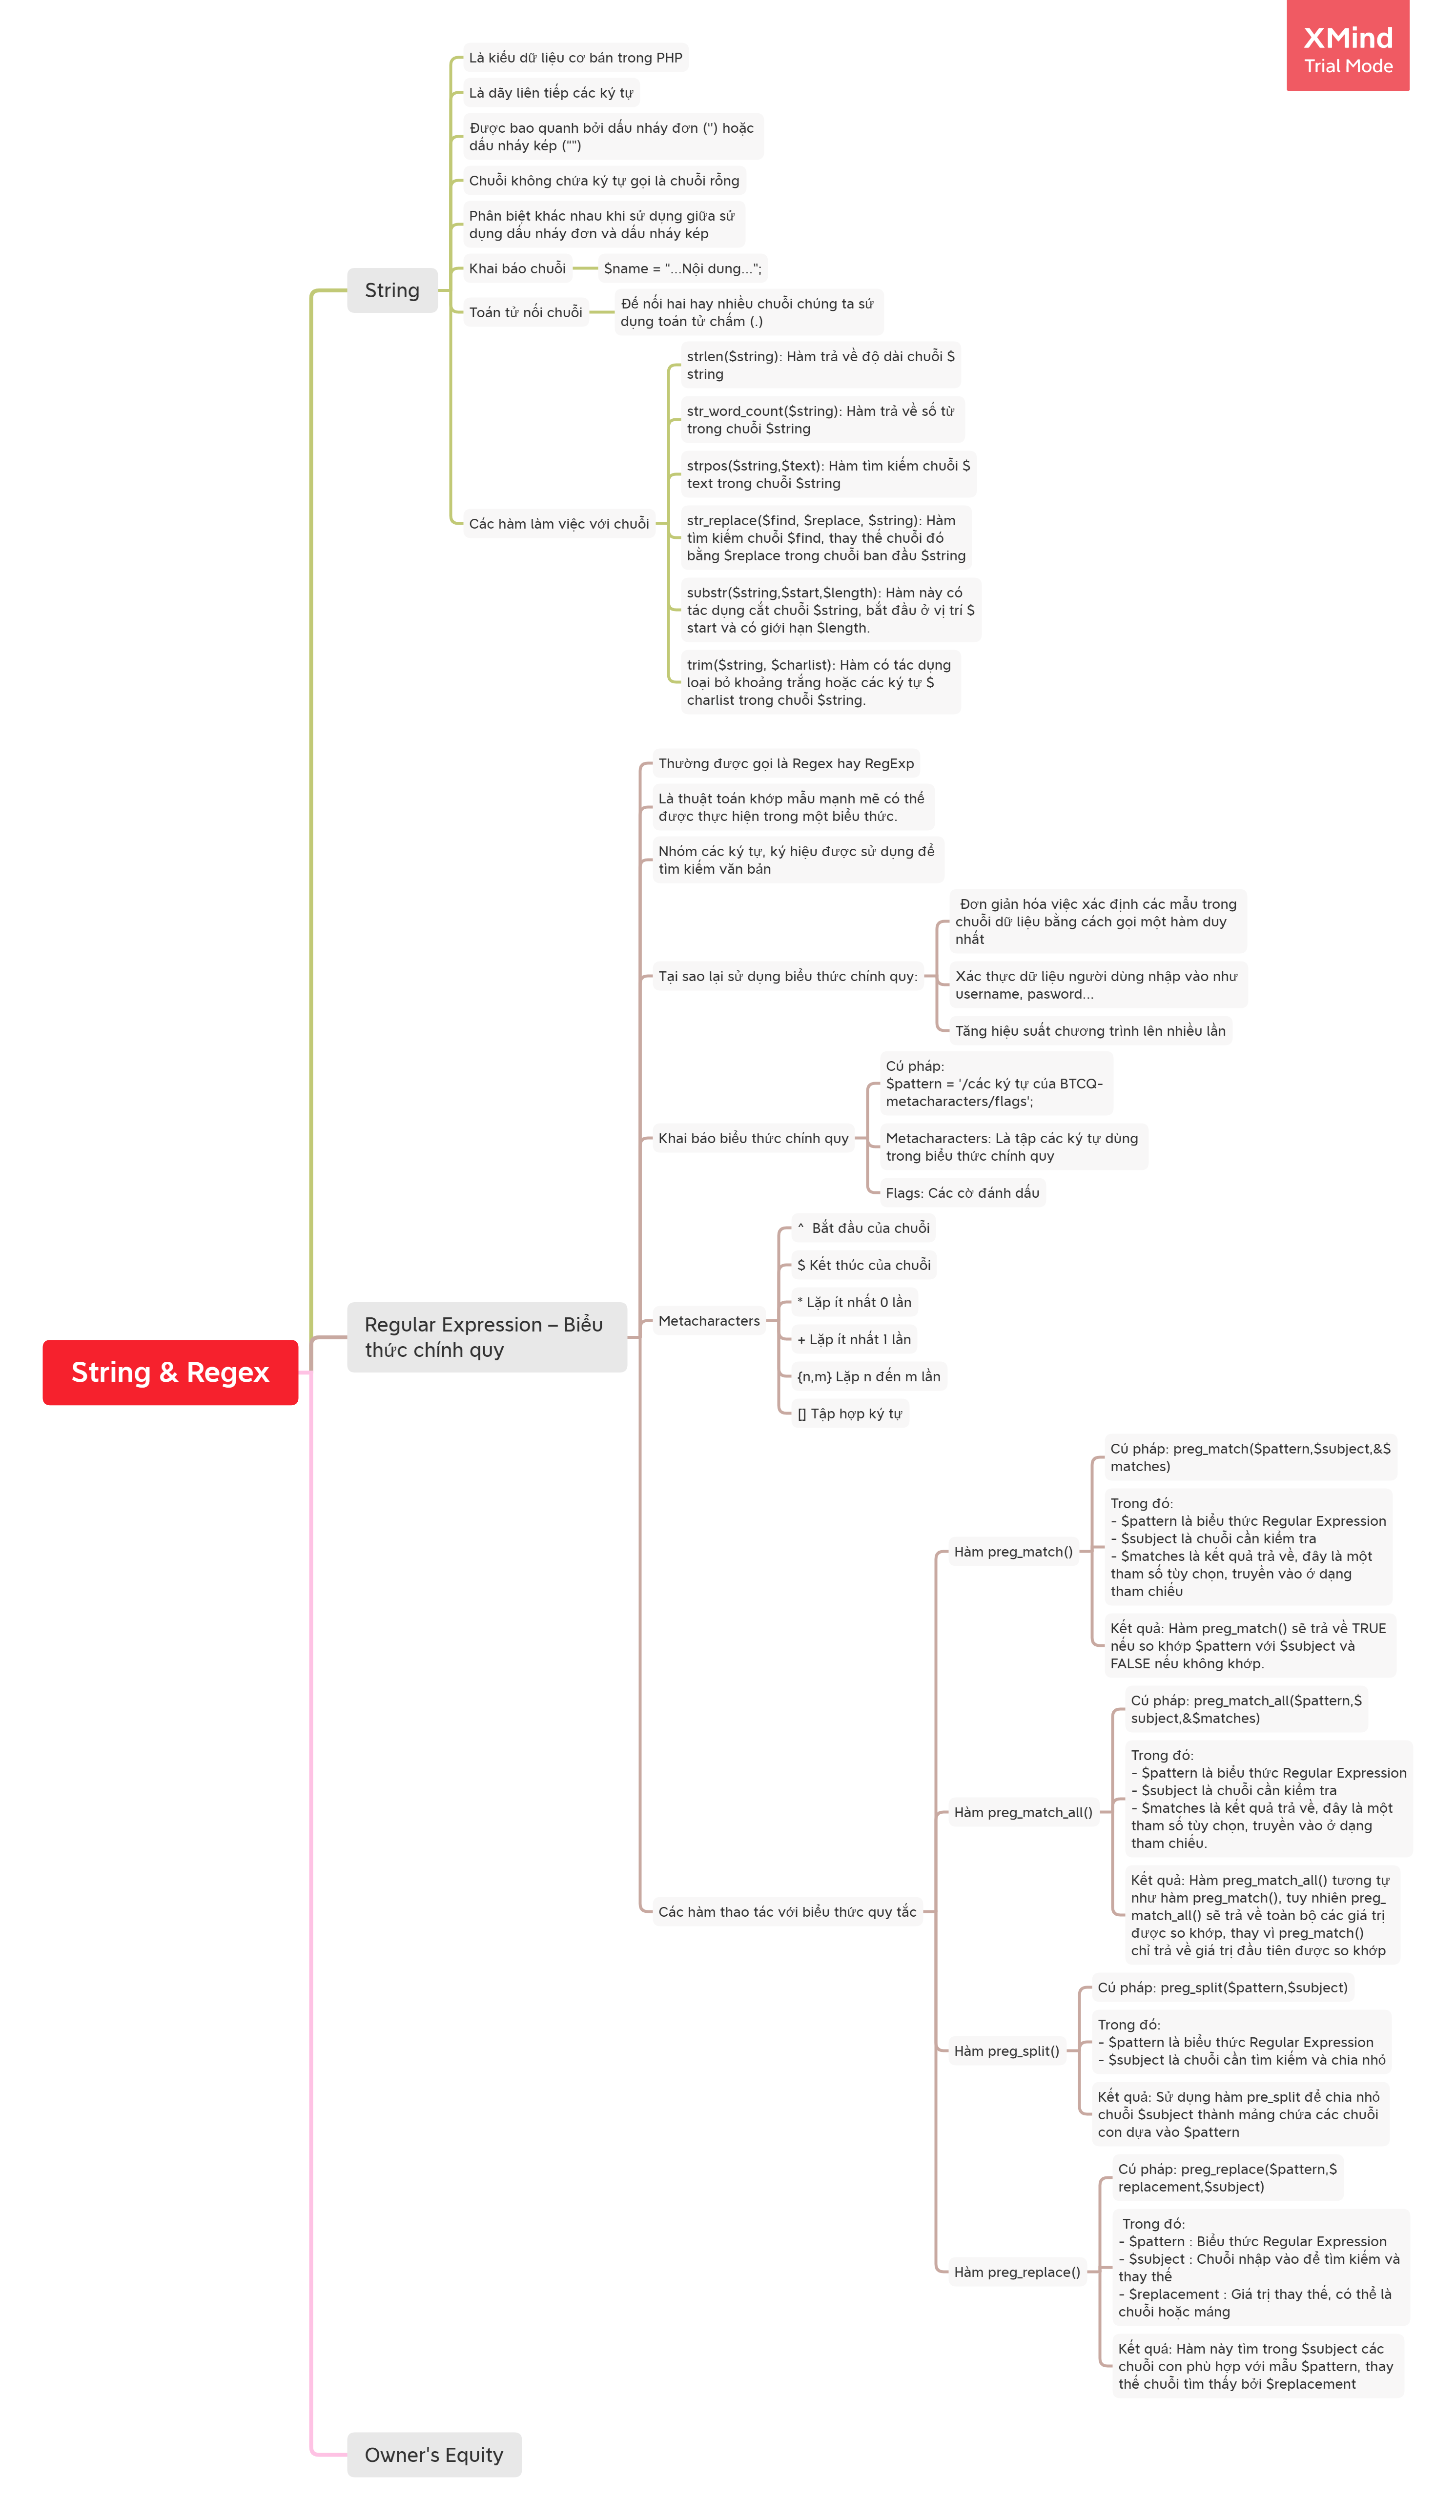 XMind
Trial Mode
Là kiểu dữ liệu cơ bản trong PHP
Là dãy liên tiếp các ký tự
Được bao quanh bởi dấu nháy đơn ('') hoặc
dấu nháy kép ("")
Chuỗi không chứa ký tự gọi là chuỗi rỗng
Phân biệt khác nhau khi sử dụng giữa sử
dụng dấu nháy đơn và dấu nháy kép
String
Khai báo chuỗi
$name = “...Nội dung...”;
Toán tử nối chuỗi
Để nối hai hay nhiều chuỗi chúng ta sử
dụng toán tử chấm (.)
Các hàm làm việc với chuỗi
strlen($string): Hàm trả về độ dài chuỗi $
string
str_word_count($string): Hàm trả về số từ
trong chuỗi $string
strpos($string,$text): Hàm tìm kiếm chuỗi $
text trong chuỗi $string
str_replace($find, $replace, $string): Hàm
tìm kiếm chuỗi $find, thay thế chuỗi đó
bằng $replace trong chuỗi ban đầu $string
substr($string,$start,$length): Hàm này có
tác dụng cắt chuỗi $string, bắt đầu ở vị trí $
start và có giới hạn $length.
trim($string, $charlist): Hàm có tác dụng
loại bỏ khoảng trắng hoặc các ký tự $
charlist trong chuỗi $string.
String & Regex
Regular Expression – Biểu
thức chính quy
Thường được gọi là Regex hay RegExp
Là thuật toán khớp mẫu mạnh mẽ có thể
được thực hiện trong một biểu thức.
Nhóm các ký tự, ký hiệu được sử dụng để
tìm kiếm văn bản
Tại sao lại sử dụng biểu thức chính quy:
Đơn giản hóa việc xác định các mẫu trong
chuỗi dữ liệu bằng cách gọi một hàm duy
nhất
Xác thực dữ liệu người dùng nhập vào như
username, pasword...
Tăng hiệu suất chương trình lên nhiều lần
Khai báo biểu thức chính quy
Cú pháp:
$pattern = '/các ký tự của BTCQ-
metacharacters/flags';
Metacharacters: Là tập các ký tự dùng
trong biểu thức chính quy
Flags: Các cờ đánh dấu
Metacharacters
^  Bắt đầu của chuỗi
$ Kết thúc của chuỗi
* Lặp ít nhất 0 lần
+ Lặp ít nhất 1 lần
{n,m} Lặp n đến m lần
[] Tập hợp ký tự
Các hàm thao tác với biểu thức quy tắc
Hàm preg_match()
Cú pháp: preg_match($pattern,$subject,&$
matches)
Trong đó:
- $pattern là biểu thức Regular Expression
- $subject là chuỗi cần kiểm tra
- $matches là kết quả trả về, đây là một
tham số tùy chọn, truyền vào ở dạng
tham chiếu
Kết quả: Hàm preg_match() sẽ trả về TRUE
nếu so khớp $pattern với $subject và
FALSE nếu không khớp.
Hàm preg_match_all()
Cú pháp: preg_match_all($pattern,$
subject,&$matches)
Trong đó:
- $pattern là biểu thức Regular Expression
- $subject là chuỗi cần kiểm tra
- $matches là kết quả trả về, đây là một
tham số tùy chọn, truyền vào ở dạng
tham chiếu.
Kết quả: Hàm preg_match_all() tương tự
như hàm preg_match(), tuy nhiên preg_
match_all() sẽ trả về toàn bộ các giá trị
được so khớp, thay vì preg_match()
chỉ trả về giá trị đầu tiên được so khớp
Hàm preg_split()
Cú pháp: preg_split($pattern,$subject)
Trong đó:
- $pattern là biểu thức Regular Expression
- $subject là chuỗi cần tìm kiếm và chia nhỏ
Kết quả: Sử dụng hàm pre_split để chia nhỏ
chuỗi $subject thành mảng chứa các chuỗi
con dựa vào $pattern
Hàm preg_replace()
Cú pháp: preg_replace($pattern,$
replacement,$subject)
Trong đó:
- $pattern : Biểu thức Regular Expression
- $subject : Chuỗi nhập vào để tìm kiếm và
thay thế
- $replacement : Giá trị thay thế, có thể là
chuỗi hoặc mảng
Kết quả: Hàm này tìm trong $subject các
chuỗi con phù hợp với mẫu $pattern, thay
thế chuỗi tìm thấy bởi $replacement
Owner's Equity